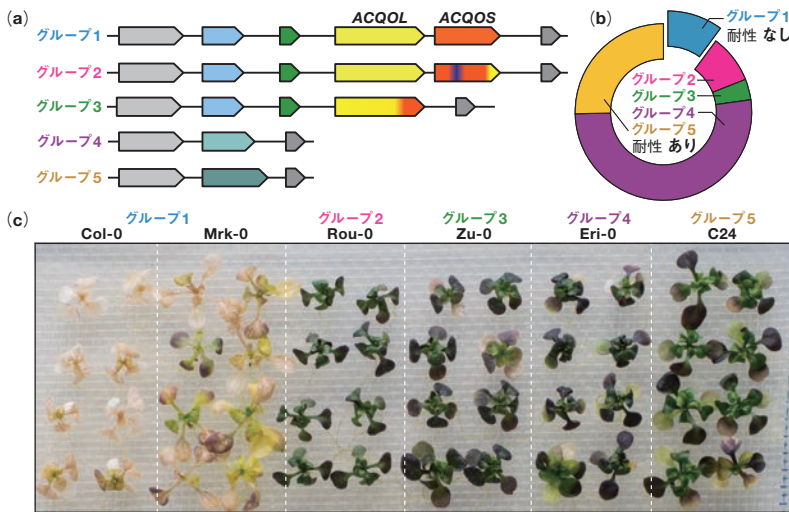 (a)
ACQOL ACQOS
グループ1
グループ2
グループ3
グループ4
グループ5
(b)
グループ1
耐性 なし
グループ2
グループ3
グループ4
グループ5
耐性 あり
(c)
グループ1 グループ2 グループ3 グループ4 グループ5
Col-0 Mrk-0 Rou-0 Zu-0 Eri-0 C24